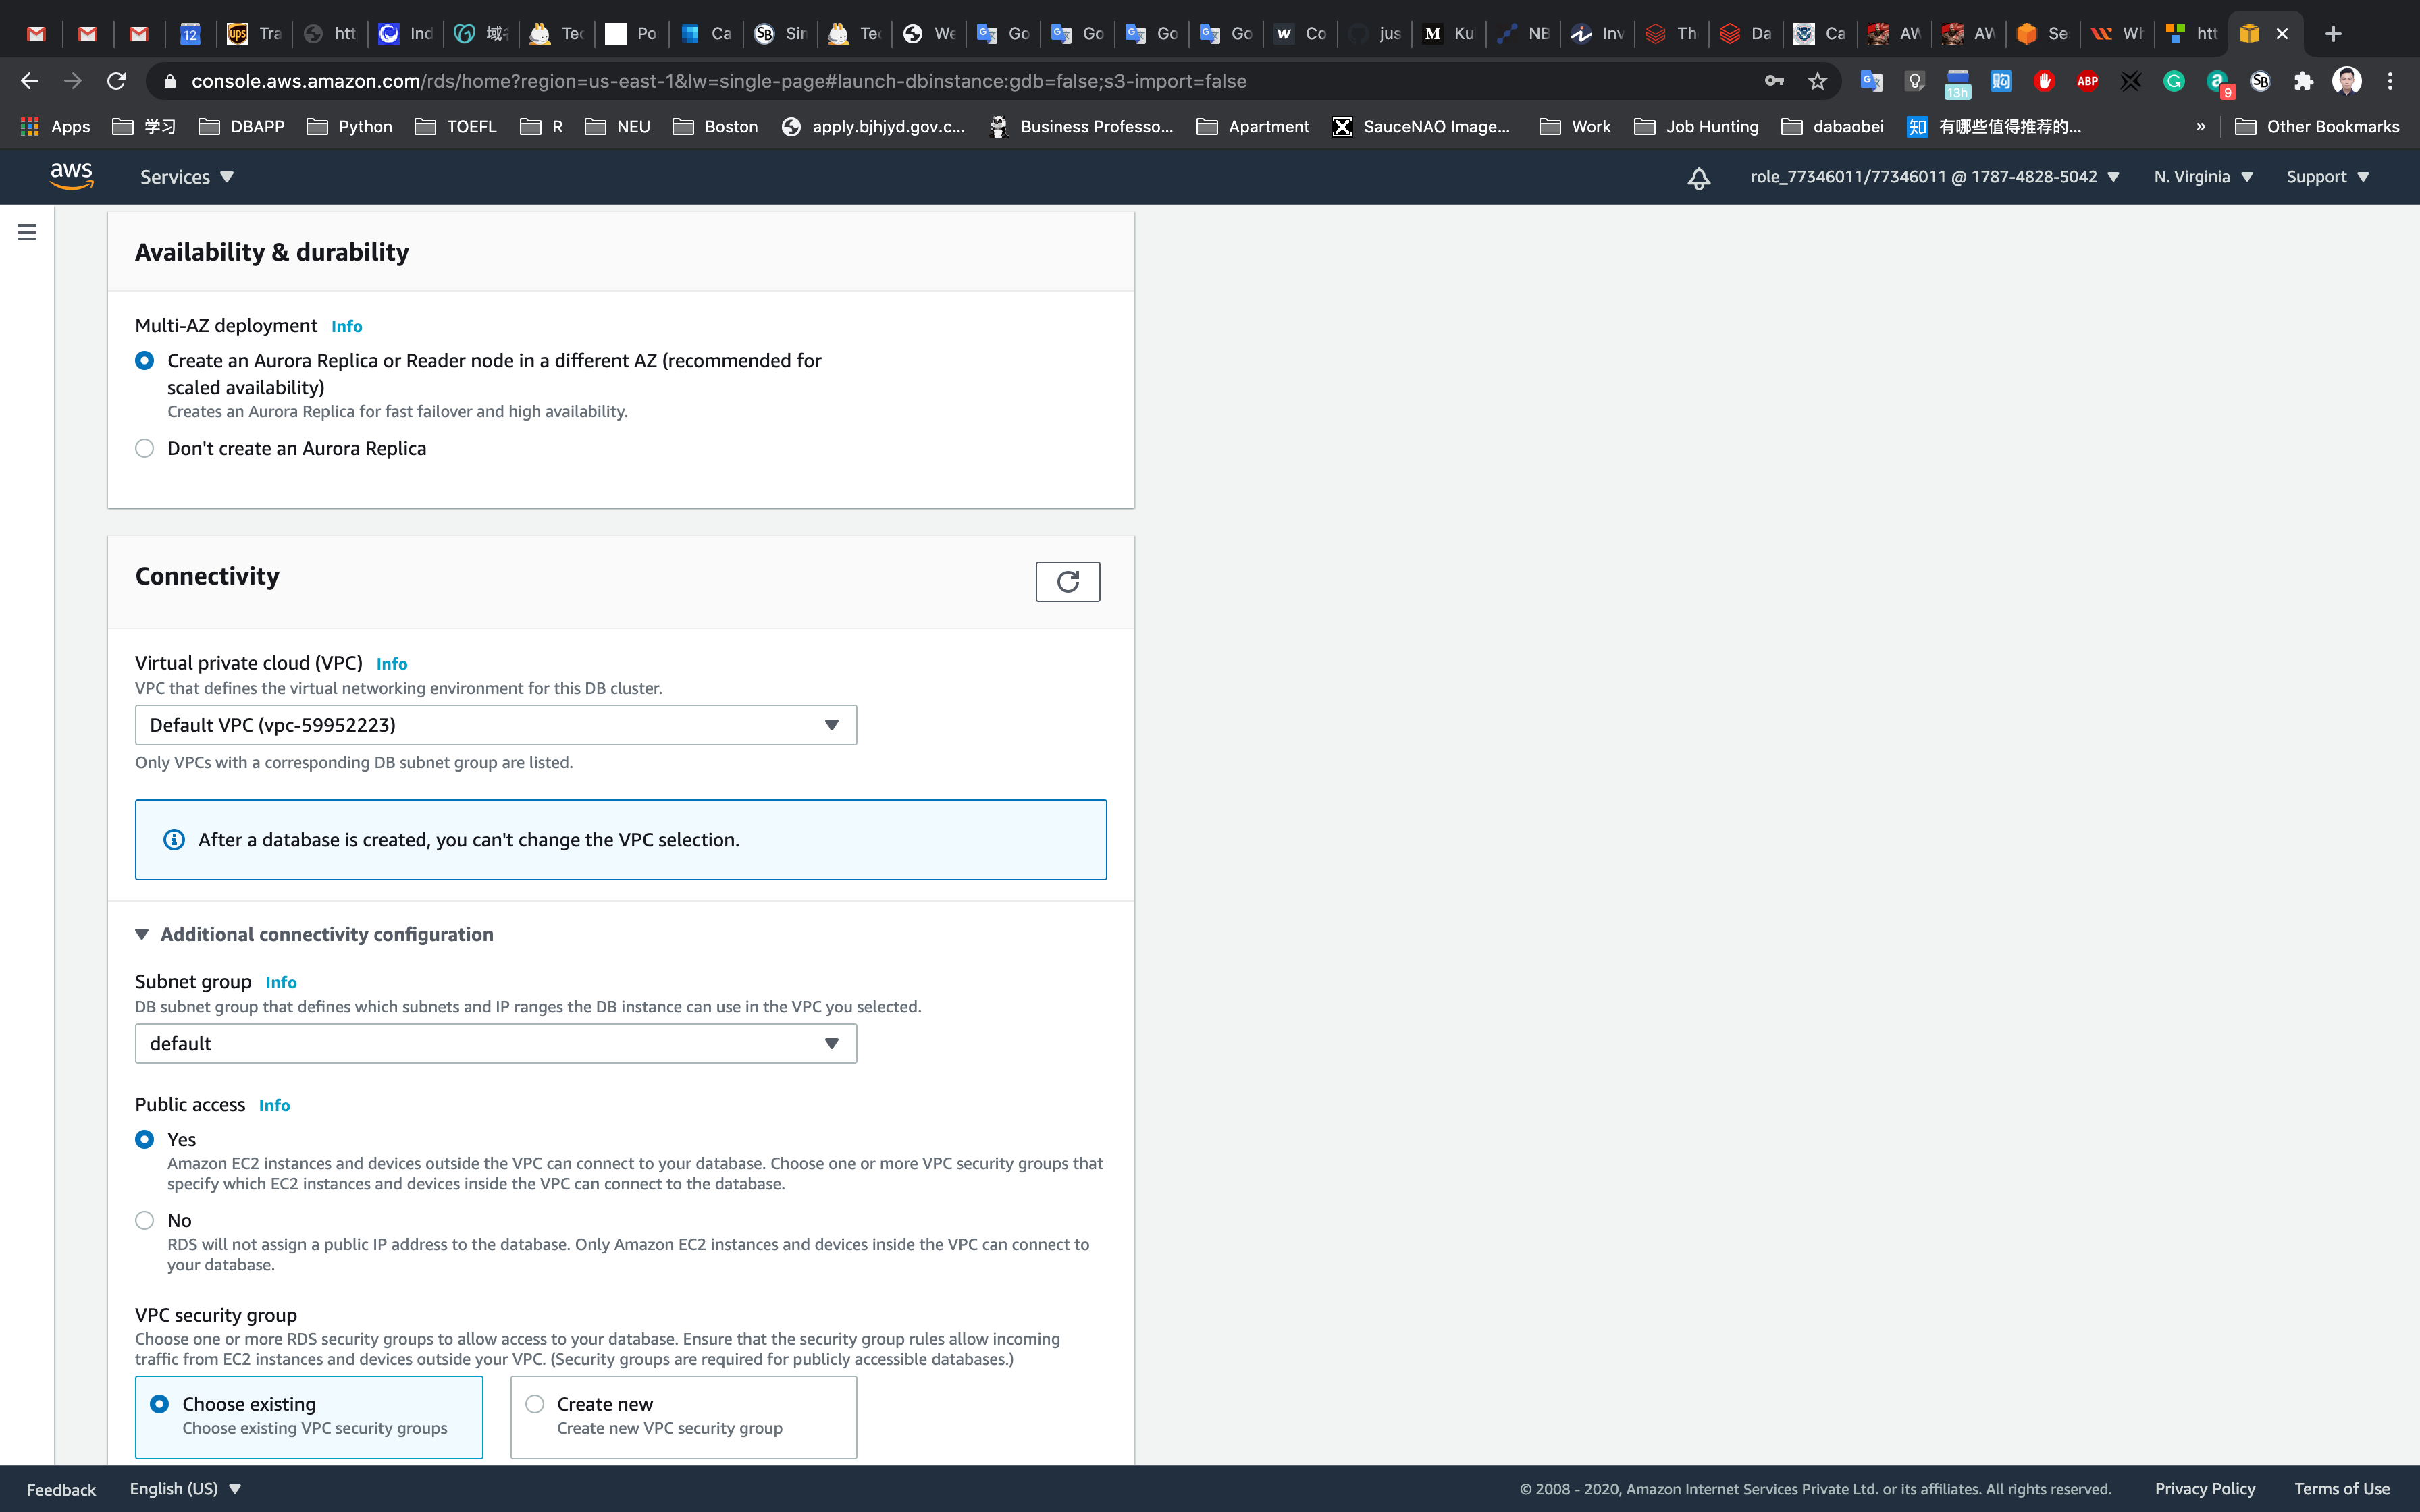 12
Tra
htt
Ind
域
Tec
Po
Ca
Sin
Tec
We
Go
Go
Go
Go
Co
jus
Ku
NB
Inv
Th
Da
Ca
AV
AV
Se
Wh
htt
console.aws.amazon.com/rds/home?region=us-east-1&lw=single-page#launch-dbinstance:gdb=false;s3-import=false
13h
ABP
9
Apps
学习
DBAPP
Python
TOEFL
R
NEU
Boston
apply.bjhjyd.gov.c...
Business Professo...
Apartment
SauceNAO Image...
Work
Job Hunting
dabaobei
知 有哪些值得推荐的...
»
Other Bookmarks
aws
Services
role_77346011/77346011 @ 1787-4828-5042
N. Virginia
Support
Availability & durability
Multi-AZ deployment Info
Create an Aurora Replica or Reader node in a different AZ (recommended for
scaled availability)
Creates an Aurora Replica for fast failover and high availability.
Don't create an Aurora Replica
Connectivity
Virtual private cloud (VPC) Info
VPC that defines the virtual networking environment for this DB cluster.
Default VPC (vpc-59952223)
Only VPCs with a corresponding DB subnet group are listed.
After a database is created, you can't change the VPC selection.
Additional connectivity configuration
Subnet group Info
DB subnet group that defines which subnets and IP ranges the DB instance can use in the VPC you selected.
default
Public access Info
Yes
Amazon EC2 instances and devices outside the VPC can connect to your database. Choose one or more VPC security groups that
specify which EC2 instances and devices inside the VPC can connect to the database.
No
RDS will not assign a public IP address to the database. Only Amazon EC2 instances and devices inside the VPC can connect to
your database.
VPC security group
Choose one or more RDS security groups to allow access to your database. Ensure that the security group rules allow incoming
traffic from EC2 instances and devices outside your VPC. (Security groups are required for publicly accessible databases.)
Choose existing
Choose existing VPC security groups
Create new
Create new VPC security group
Feedback
English (US)
© 2008 - 2020, Amazon Internet Services Private Ltd. or its affiliates. All rights reserved.
Privacy Policy
Terms of Use